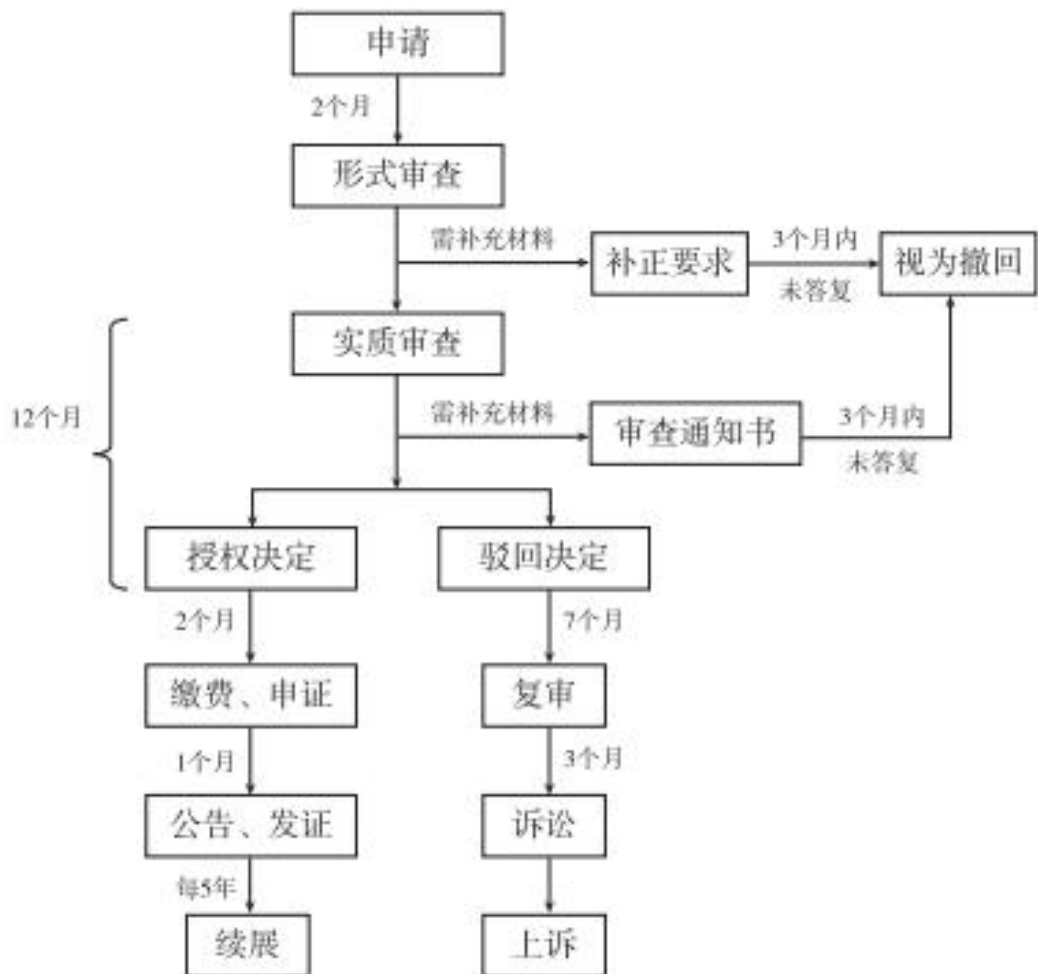 申请
2个月
形式审查
需补充材料
补正要求
3个月内
未答复
视为撤回
实质审查
12个月
需补充材料
审查通知书
3个月内
未答复
授权决定
驳回决定
2个月
7个月
缴费、申证
复审
1个月
3个月
公告、发证
诉讼
每5年
续展
上诉